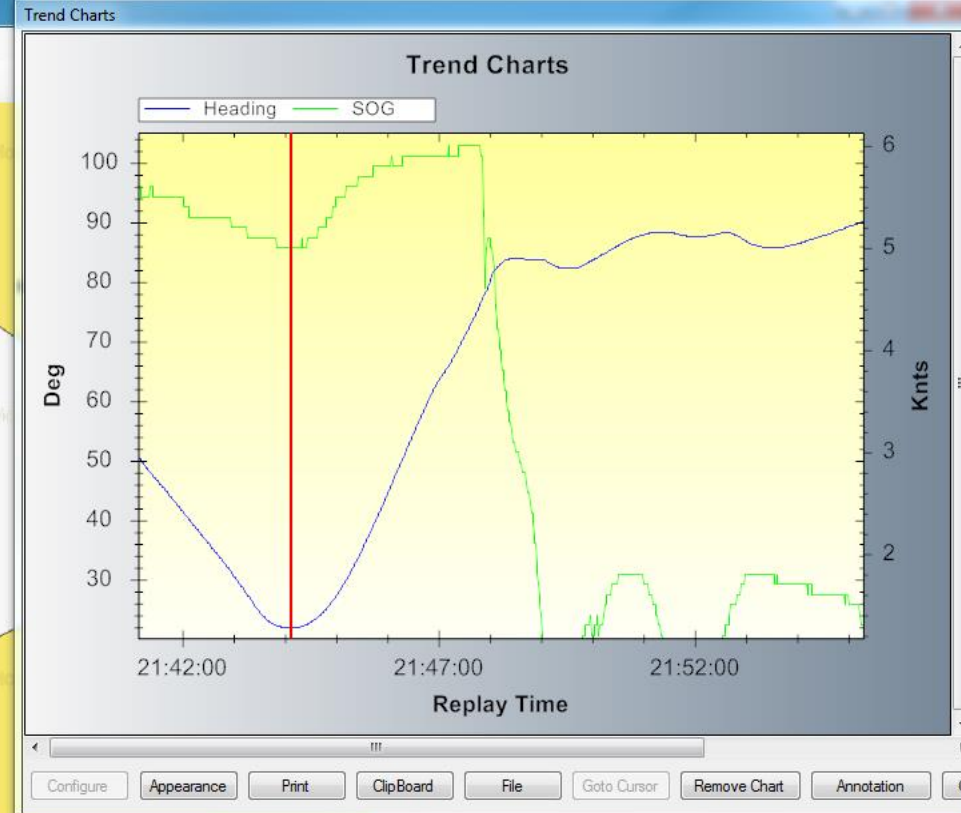 Trend Charts
Trend Charts
Heading SOG
100
90
80
70
60
50
40
30
Deg
6
5
4
3
2
Knts
21:42:00 21:47:00 21:52:00
Replay Time
Configure Appearance Print ClipBoard File Goto Cursor Remove Chart Annotation